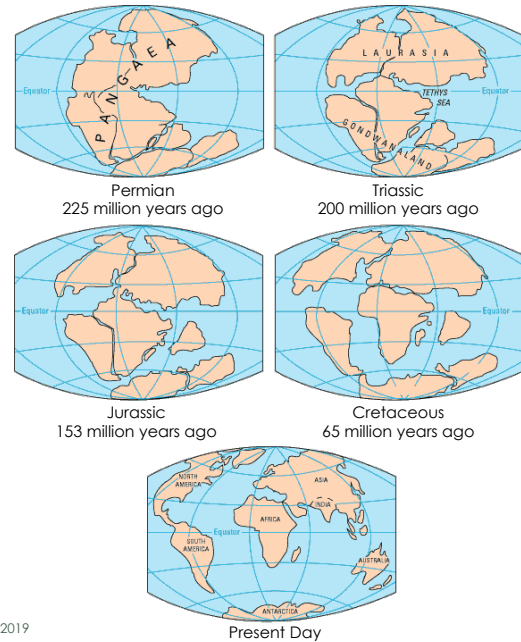 PANGAEA
Equator
Permian
225 million years ago
LAURASIA
TETHYS
SEA
Equator
GONDWANALAND
Triassic
200 million years ago
Equator
Jurassic
153 million years ago
Equator
Cretaceous
65 million years ago
NORTH
AMERICA
ASIA
INDIA
AFRICA
Equator
SOUTH
AMERICA
AUSTRALIA
ANTARCTICA
Present Day
2019